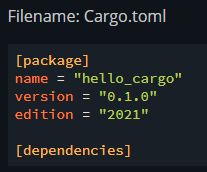 Filename: Cargo.toml
[package]
name = "hello_cargo"
version = "0.1.0"
edition = "2021"
[dependencies]